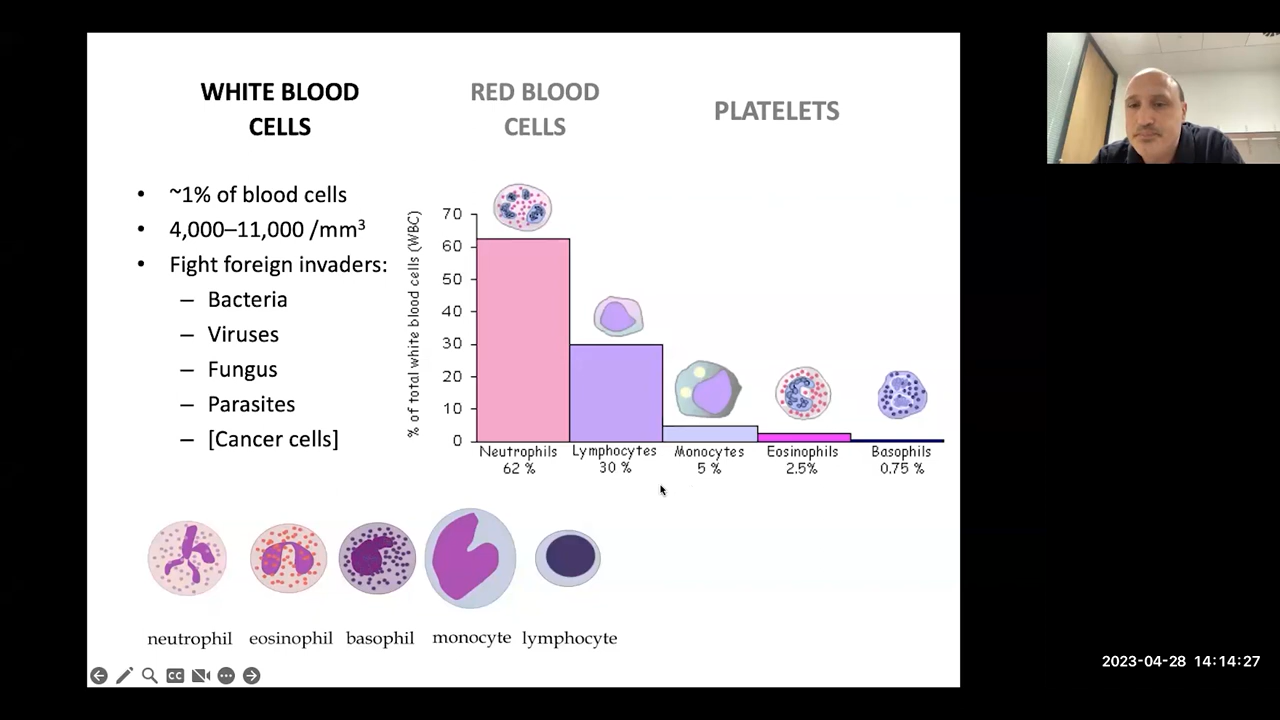 WHITE BLOOD
CELLS
RED BLOOD
CELLS
PLATELETS
• ~1% of blood cells
• 4,000–11,000 /mm³
• Fight foreign invaders:
– Bacteria
– Viruses
– Fungus
– Parasites
– [Cancer cells]
% of total white blood cells (WBC)
70
60
50
40
30
20
10
0
Neutrophils
62 %
Lymphocytes
30 %
Monocytes
5 %
Eosinophils
2.5%
Basophils
0.75 %
neutrophil
eosinophil
basophil
monocyte
lymphocyte
CC
2023-04-28 14:14:27